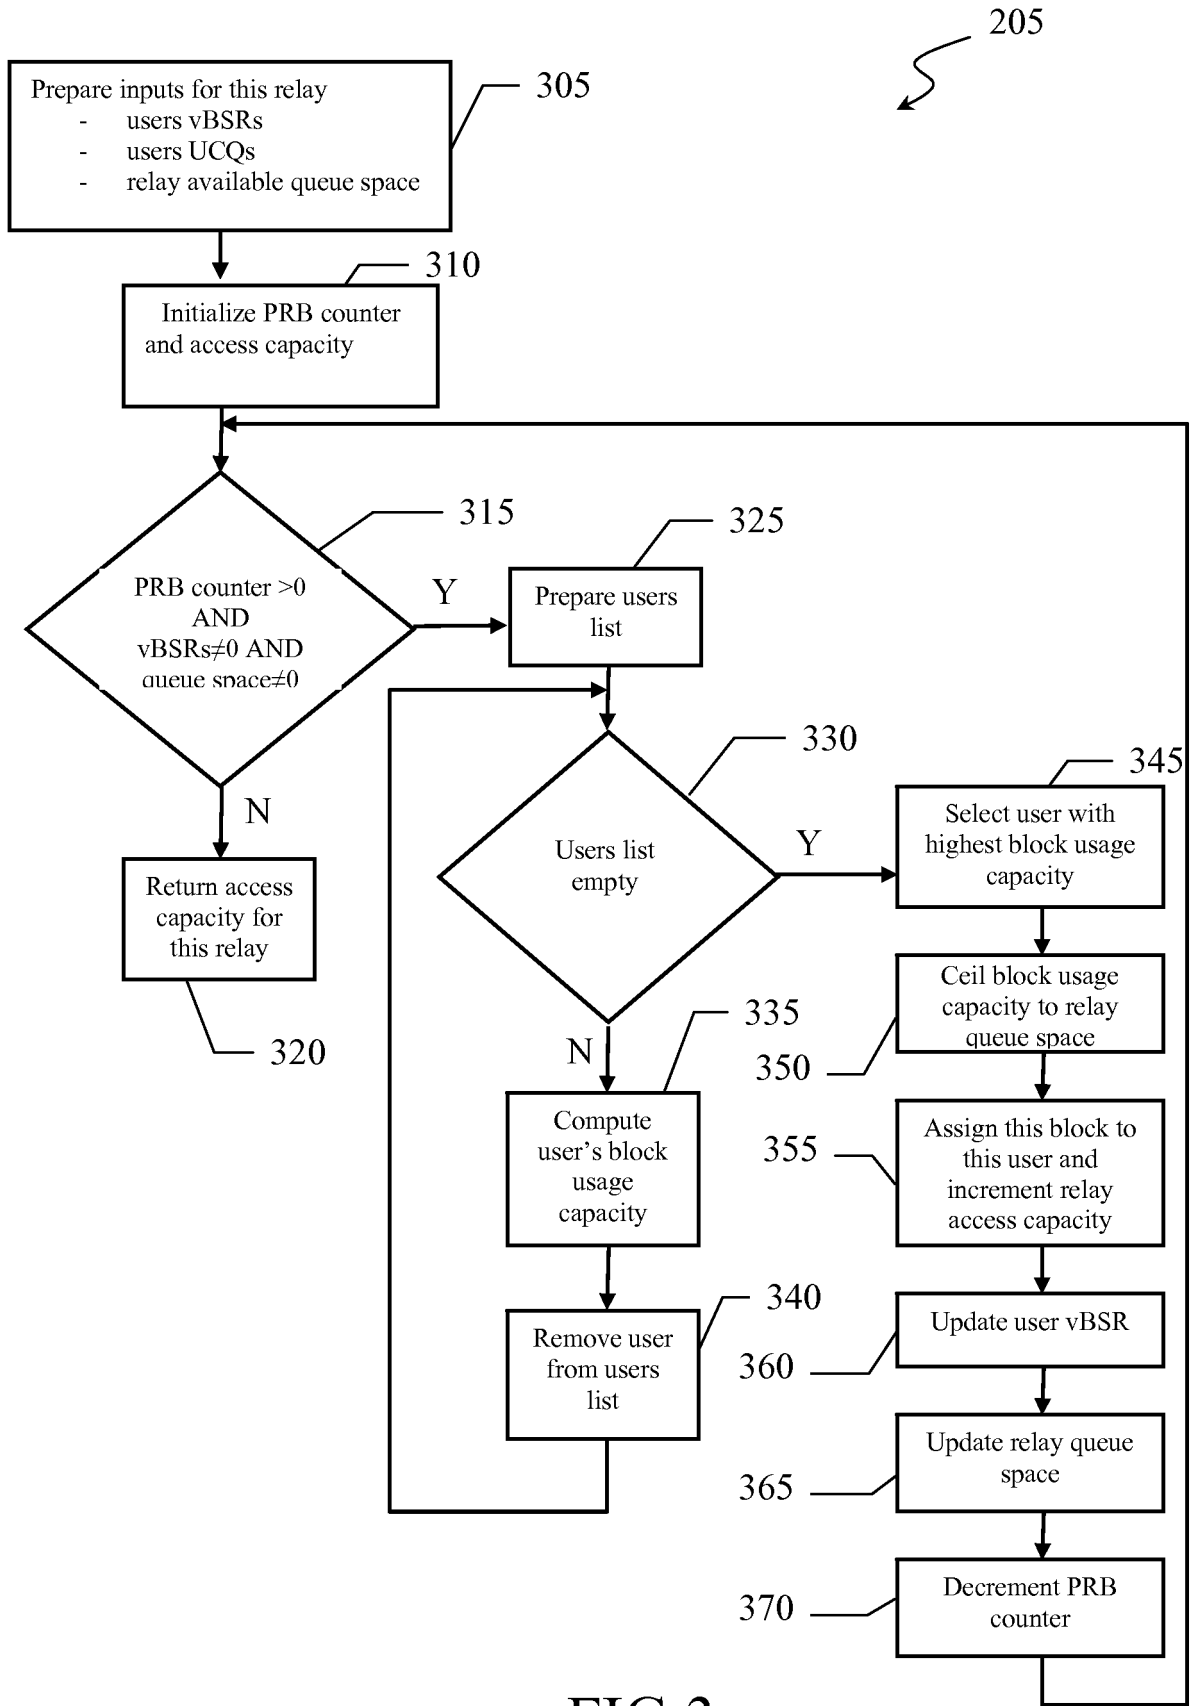 205
Prepare inputs for this relay
- users vBSRs
- users UCQs
- relay available queue space
305
310
Initialize PRB counter
and access capacity
315
PRB counter >0
AND
vBSRs≠0 AND
queue space≠0
Y
N
325
Prepare users
list
Return access
capacity for
this relay
320
330
Users list
empty
Y
N
335
Compute
user's block
usage
capacity
340
Remove user
from users
list
345
Select user with
highest block usage
capacity
Ceil block usage
capacity to relay
queue space
350
355
Assign this block to
this user and
increment relay
access capacity
Update user vBSR
360
Update relay queue
space
365
Decrement PRB
counter
370